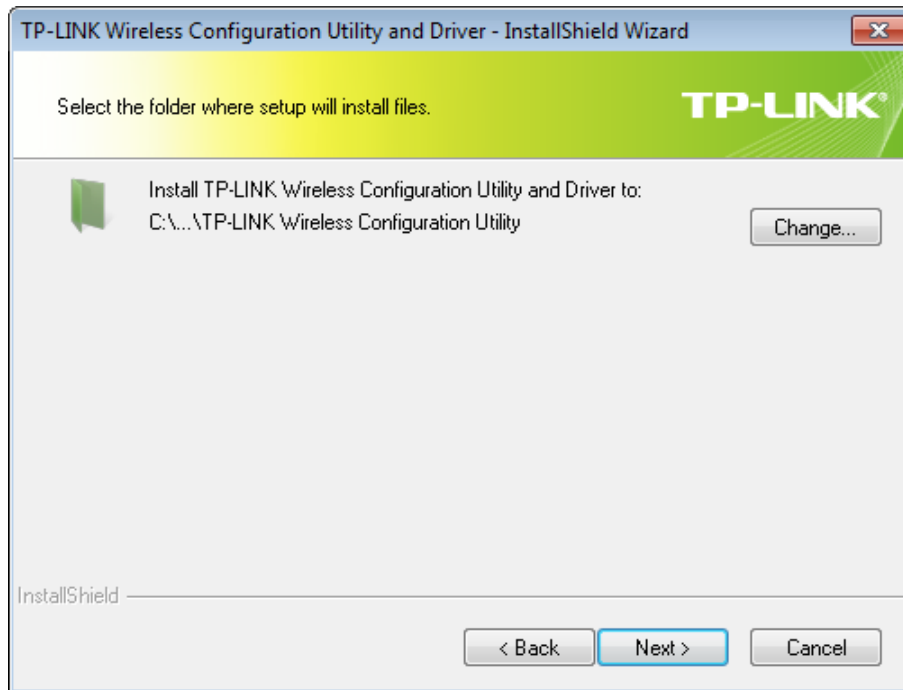 TP-LINK Wireless Configuration Utility and Driver - InstallShield Wizard
Select the folder where setup will install files.
TP-LINK®
Install TP-LINK Wireless Configuration Utility and Driver to:
C:\...\TP-LINK Wireless Configuration Utility
Change...
InstallShield
< Back
Next >
Cancel